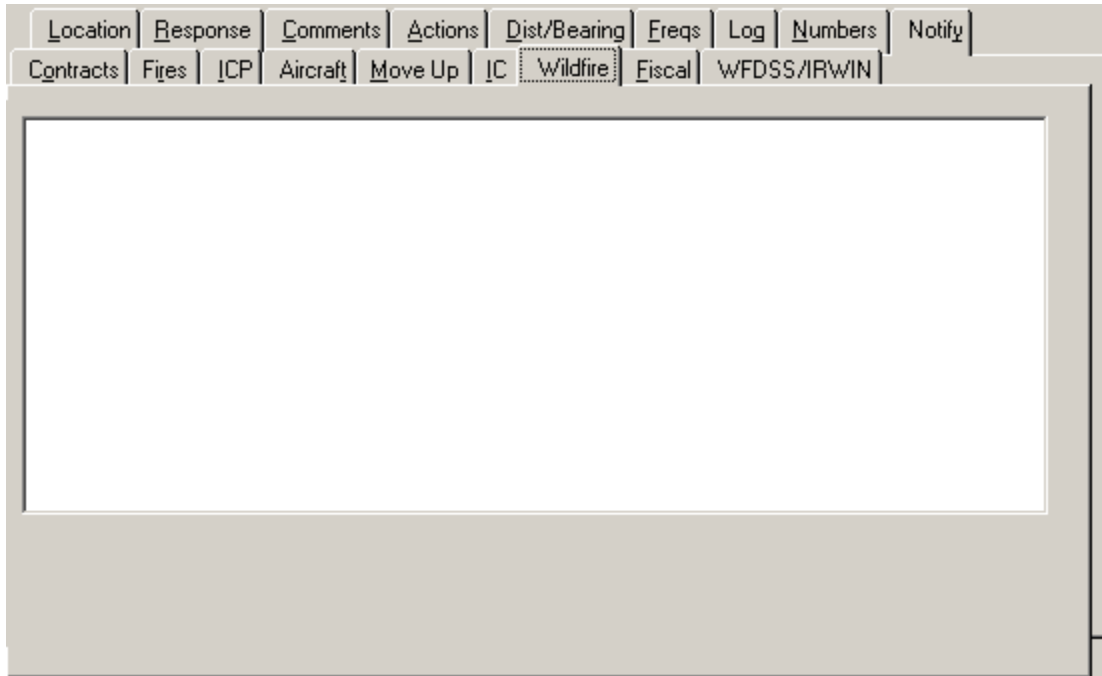 Location Response Comments Actions Dist/Bearing Freqs Log Numbers Notify
Contracts Fires ICP Aircraft Move Up IC Wildfire Fiscal WFDSS/IRWIN